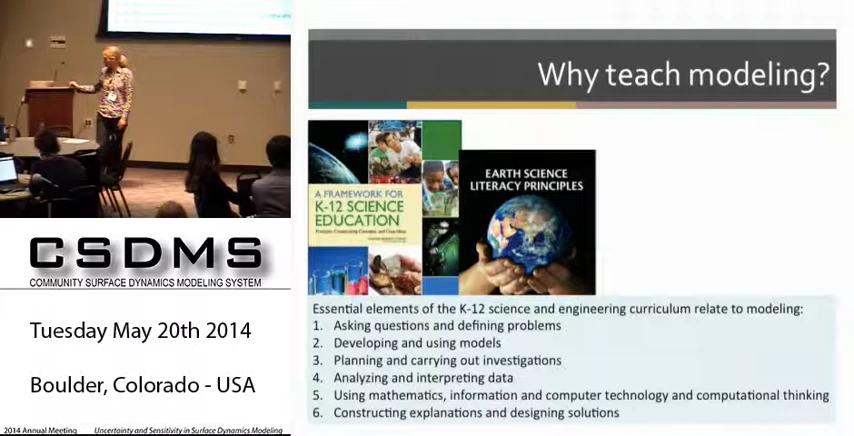 Why teach modeling?
A FRAMEWORK FOR
K-12 SCIENCE
EDUCATION
EARTH SCIENCE
LITERACY PRINCIPLES
CSDMS
COMMUNITY SURFACE DYNAMICS MODELING SYSTEM
Tuesday May 20th 2014
Boulder, Colorado - USA
2014 Annual Meeting Uncertainty and Sensitivity in Surface Dynamics Modeling
Essential elements of the K-12 science and engineering curriculum relate to modeling:
1. Asking questions and defining problems
2. Developing and using models
3. Planning and carrying out investigations
4. Analyzing and interpreting data
5. Using mathematics, information and computer technology and computational thinking
6. Constructing explanations and designing solutions